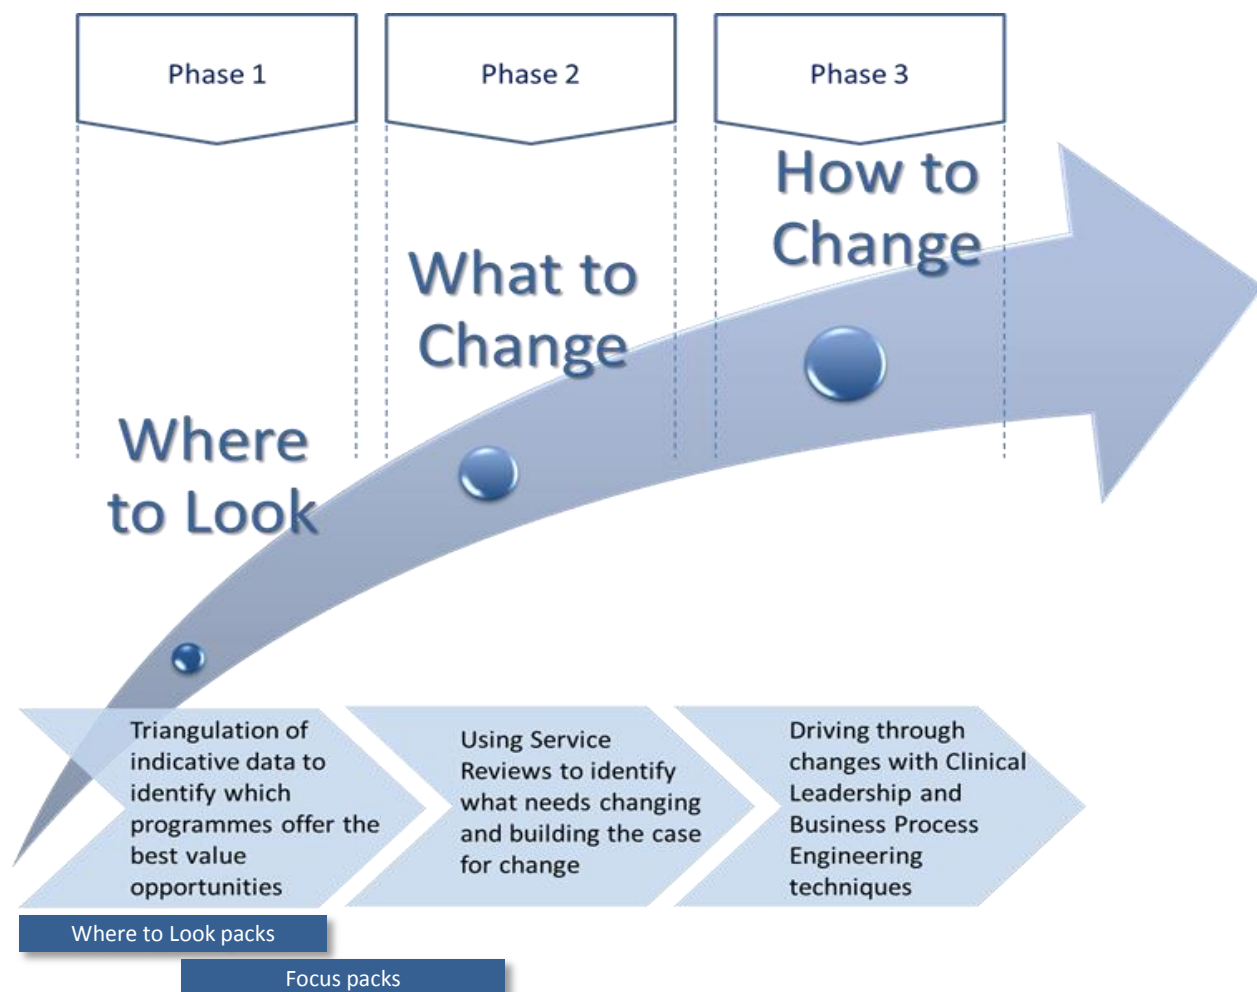 Phase 1
Phase 2
Phase 3
How to
Change
What to
Change
Where
to Look
Triangulation of
indicative data to
identify which
programmes offer the
best value
opportunities
Using Service
Reviews to identify
what needs changing
and building the case
for change
Driving through
changes with Clinical
Leadership and
Business Process
Engineering
techniques
Where to Look packs
Focus packs